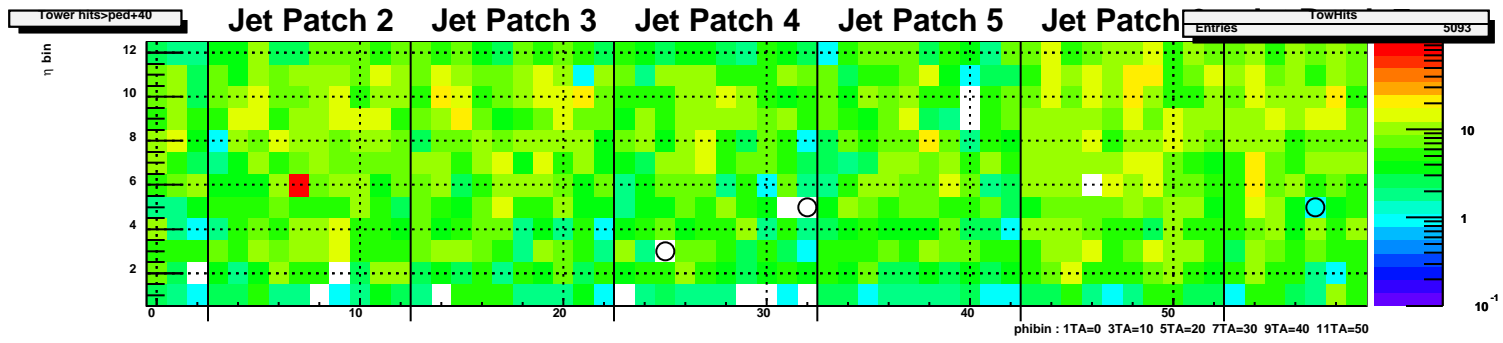 Tower hits>ped+40
Jet Patch 2 Jet Patch 3 Jet Patch 4 Jet Patch 5 Jet Patch
TowHits
Entries 5093
η bin
12
10
8
6
4
2
0 10 20 30 40 50
10
1
10⁻¹
phibin : 1TA=0 3TA=10 5TA=20 7TA=30 9TA=40 11TA=50